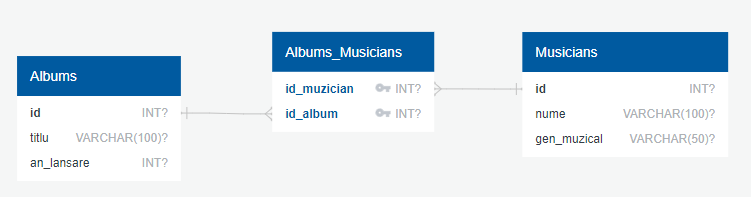 Albums
id INT?
titlu VARCHAR(100)?
an_lansare INT?
Albums_Musicians
id_muzician INT?
id_album INT?
Musicians
id INT?
nume VARCHAR(100)?
gen_muzical VARCHAR(50)?